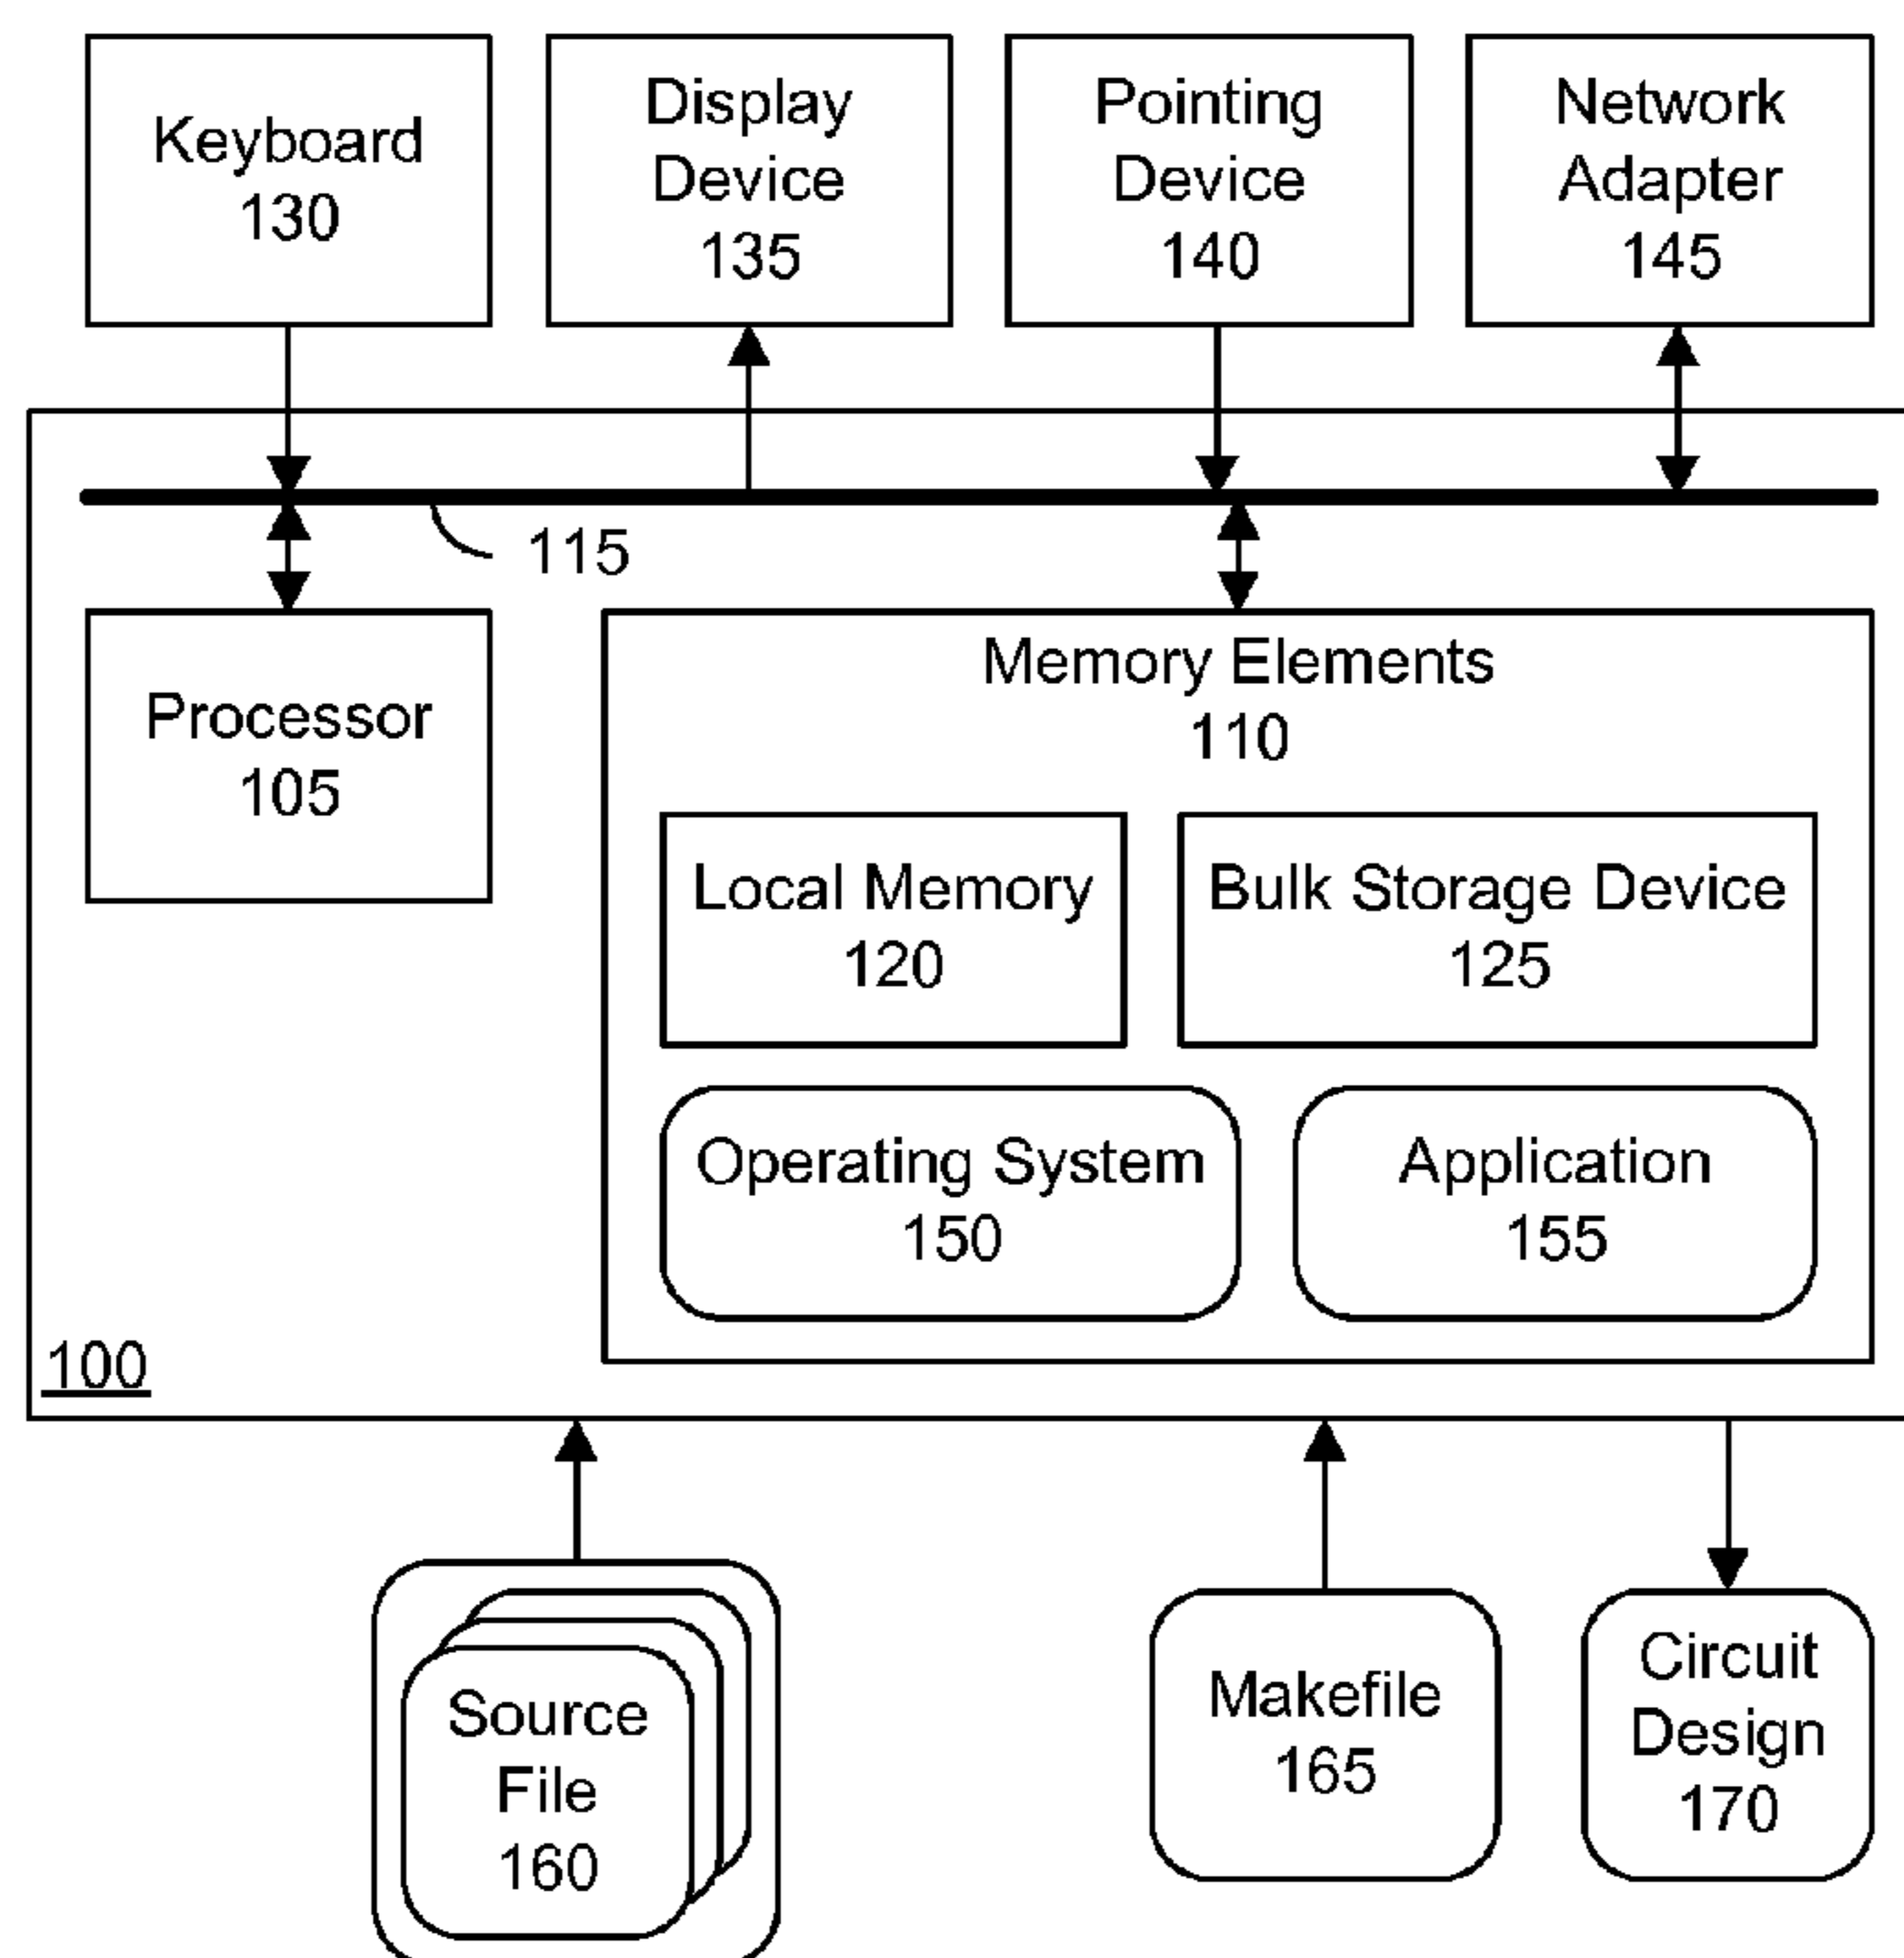 Keyboard
130
Display
Device
135
Pointing
Device
140
Network
Adapter
145
115
Processor
105
Memory Elements
110
Local Memory
120
Bulk Storage Device
125
Operating System
150
Application
155
100
Source
File
160
Makefile
165
Circuit
Design
170